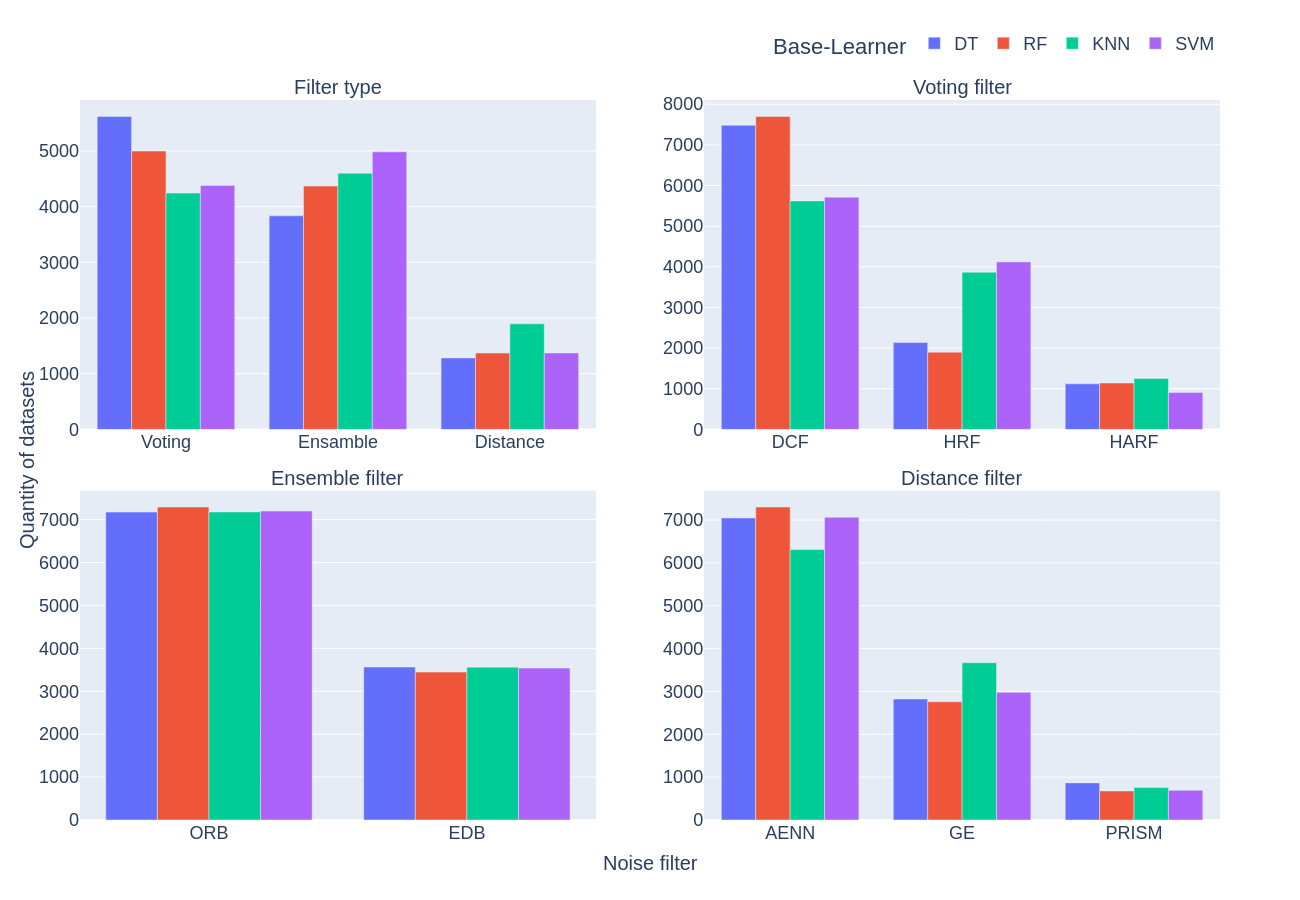 Base-Learner DT RF KNN SVM
Filter type
5000
4000
3000
2000
1000
0
Voting Ensamble Distance
Voting filter
8000
7000
6000
5000
4000
3000
2000
1000
0
DCF HRF HARF
Quantity of datasets
Ensemble filter
7000
6000
5000
4000
3000
2000
1000
0
ORB EDB
Distance filter
7000
6000
5000
4000
3000
2000
1000
0
AENN GE PRISM
Noise filter